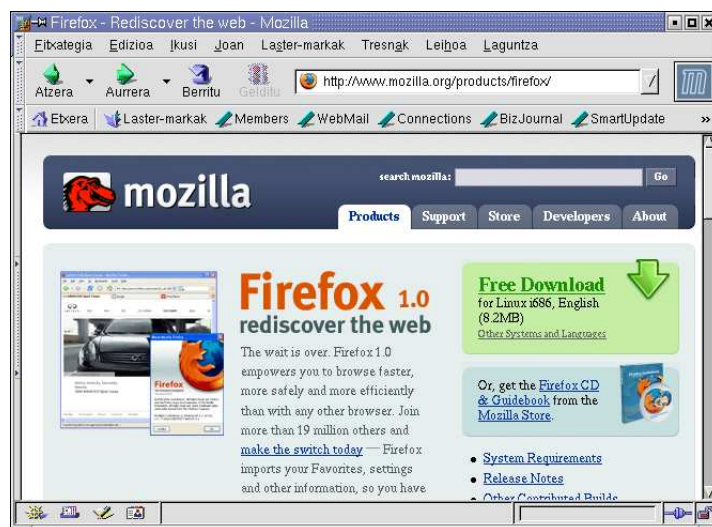 Firefox - Rediscover the web - Mozilla
Eitxategia Edizioa Ikusi Joan Laster-markak Tresnak Leihoa Laguntza
Atzera Aurrera Berritu Gelditu http://www.mozilla.org/products/firefox/
Etxera Laster-markak Members WebMail Connections BizJournal SmartUpdate »
search mozilla: Go
mozilla
Products Support Store Developers About
Firefox 1.0
rediscover the web
The wait is over. Firefox 1.0
empowers you to browse faster,
more safely and more efficiently
than with any other browser. Join
more than 19 million others and
make the switch today — Firefox
imports your Favorites, settings
and other information, so you have
Free Download
for Linux i686, English
(8.2MB)
Other Systems and Languages
Or, get the Firefox CD
& Guidebook from the
Mozilla Store.
• System Requirements
• Release Notes
• Other Contributed Builds
Firefox